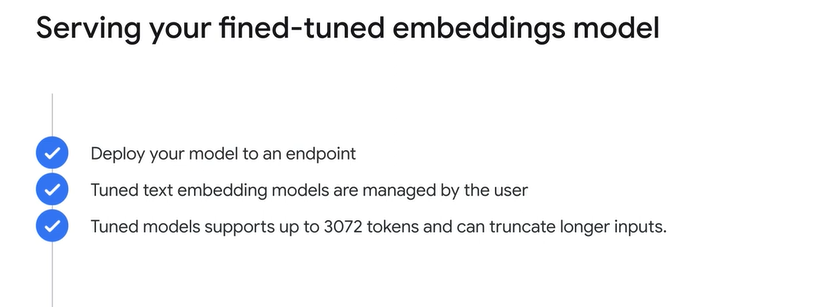 Serving your fined-tuned embeddings model
Deploy your model to an endpoint
Tuned text embedding models are managed by the user
Tuned models supports up to 3072 tokens and can truncate longer inputs.